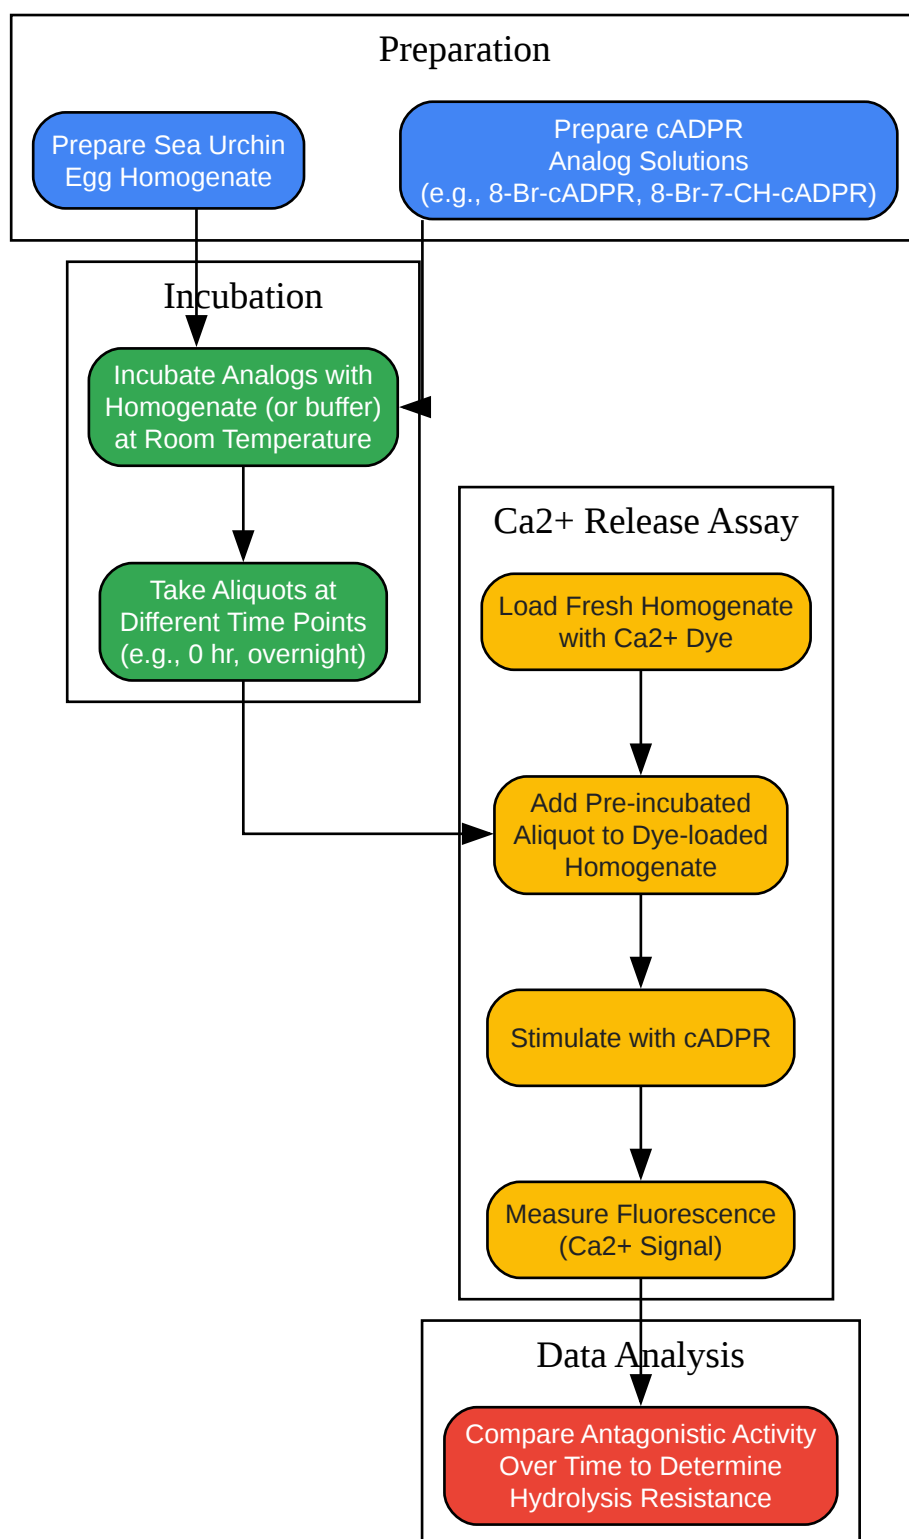 Preparation
Prepare Sea Urchin
Egg Homogenate
Prepare cADPR
Analog Solutions
(e.g., 8-Br-cADPR, 8-Br-7-CH-cADPR)
Incubation
Incubate Analogs with
Homogenate (or buffer)
at Room Temperature
Take Aliquots at
Different Time Points
(e.g., 0 hr, overnight)
Ca2+ Release Assay
Load Fresh Homogenate
with Ca2+ Dye
Add Pre-incubated
Aliquot to Dye-loaded
Homogenate
Stimulate with cADPR
Measure Fluorescence
(Ca2+ Signal)
Data Analysis
Compare Antagonistic Activity
Over Time to Determine
Hydrolysis Resistance